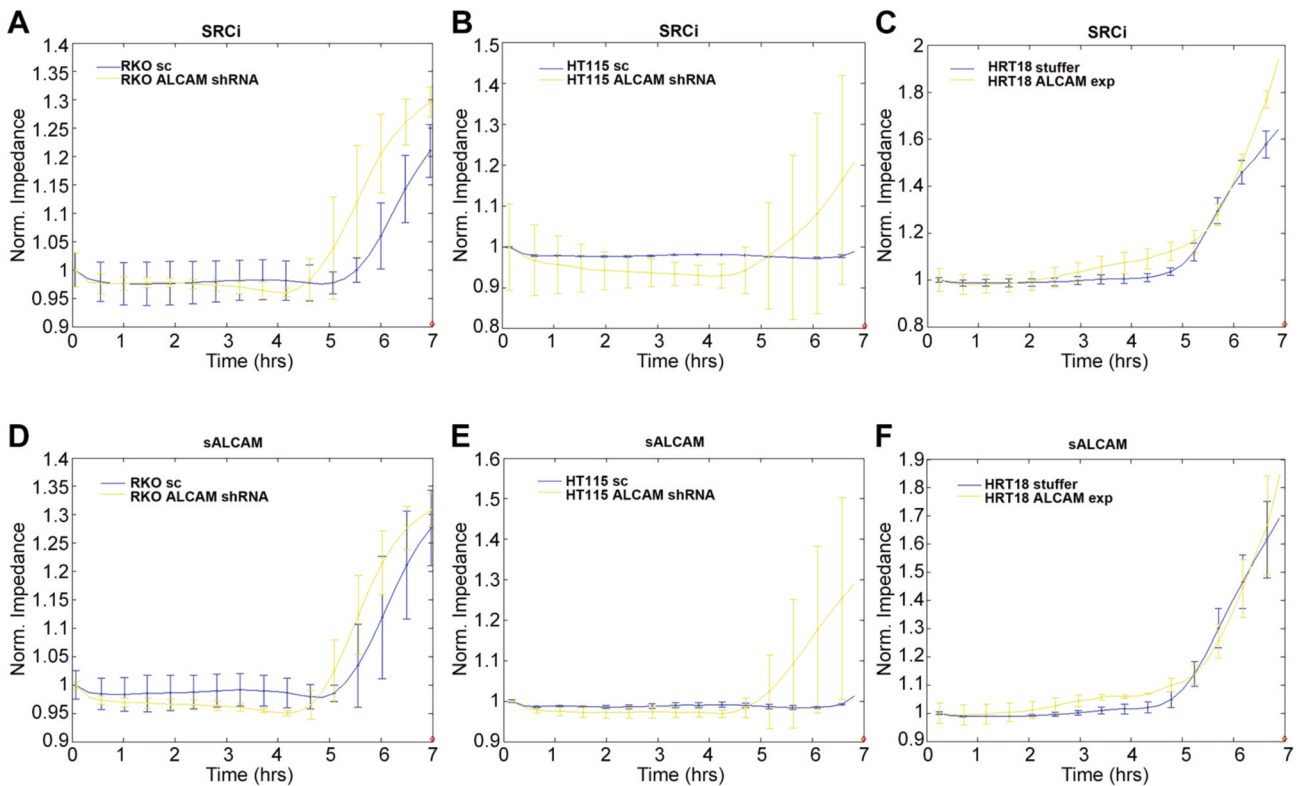 A
SRCi
1.4
1.35
1.3
1.25
1.2
1.15
1.1
1.05
1
0.95
0.9
Norm. Impedance
RKO sc
RKO ALCAM shRNA
0 1 2 3 4 5 6 7
Time (hrs)
B
SRCi
1.5
1.4
1.3
1.2
1.1
1
0.9
0.8
Norm. Impedance
HT115 sc
HT115 ALCAM shRNA
0 1 2 3 4 5 6 7
Time (hrs)
C
SRCi
2
1.8
1.6
1.4
1.2
1
0.8
Norm. Impedance
HRT18 stuffer
HRT18 ALCAM exp
0 1 2 3 4 5 6 7
Time (hrs)
D
sALCAM
1.4
1.35
1.3
1.25
1.2
1.15
1.1
1.05
1
0.95
0.9
Norm. Impedance
RKO sc
RKO ALCAM shRNA
0 1 2 3 4 5 6 7
Time (hrs)
E
sALCAM
1.6
1.5
1.4
1.3
1.2
1.1
1
0.9
Norm. Impedance
HT115 sc
HT115 ALCAM shRNA
0 1 2 3 4 5 6 7
Time (hrs)
F
sALCAM
1.9
1.8
1.7
1.6
1.5
1.4
1.3
1.2
1.1
1
0.9
Norm. Impedance
HRT18 stuffer
HRT18 ALCAM exp
0 1 2 3 4 5 6 7
Time (hrs)